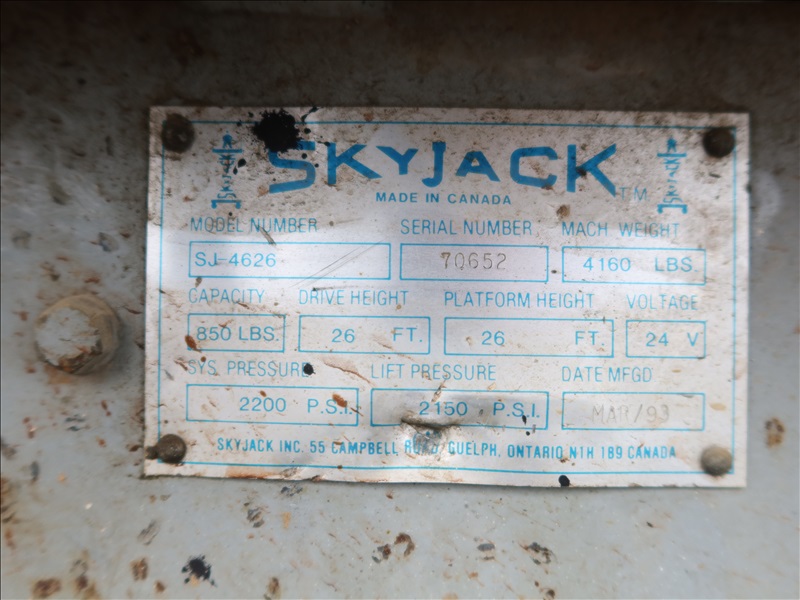 SKYJACK TM
MADE IN CANADA
MODEL NUMBER SERIAL NUMBER MACH WEIGHT
SJ-4626 70652 4160 LBS.
CAPACITY DRIVE HEIGHT PLATFORM HEIGHT VOLTAGE
850 LBS. 26 FT. 26 FT. 24 V
SYS. PRESSURE LIFT PRESSURE DATE MFGD
2200 P.S.I. 2150 P.S.I. MAR/93
SKYJACK INC. 55 CAMPBELL ROAD, GUELPH, ONTARIO N1H 189 CANADA